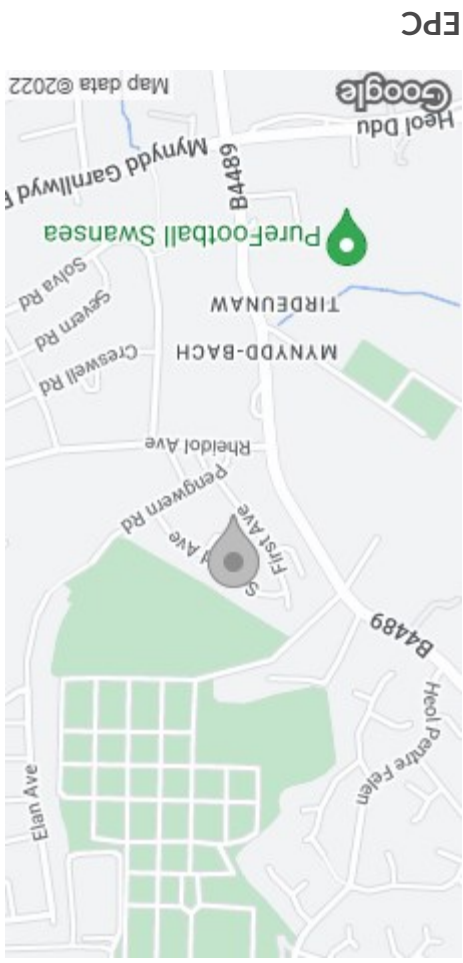 Elan Ave
Heol Pentre Felen
B4489
First Ave
Ave
Pengwern Rd
Rheidol Ave
Creswell Rd
MYNYDD-BACH
Severn Rd
TIRDEUNAW
Solva Rd
PureFootball Swansea
B4489
Mynydd Garnllwyd
Heol Ddu
Google
Map data ©2022
EPC